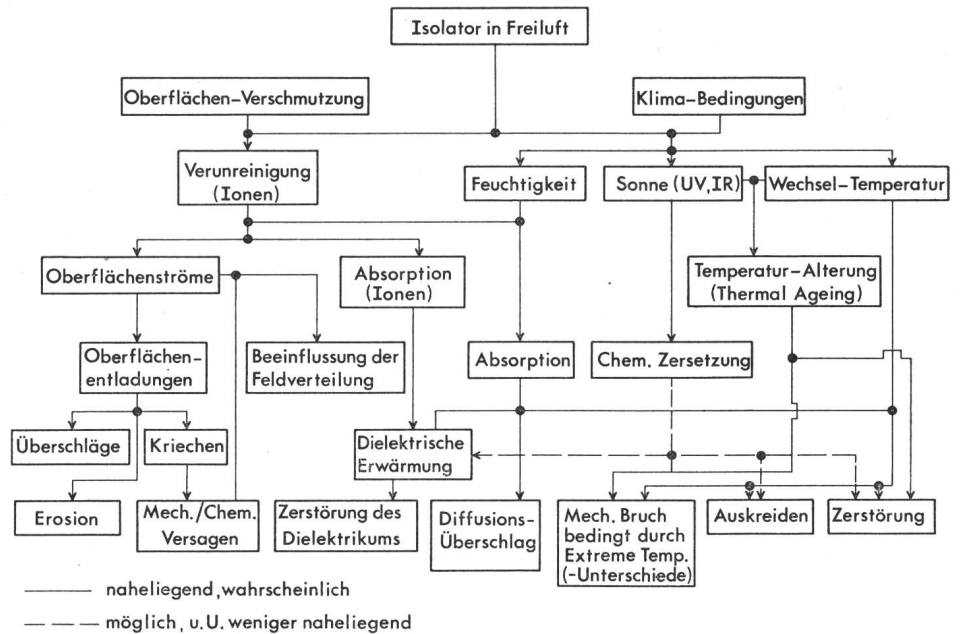 Isolator in Freiluft
Oberflächen-Verschmutzung
Klima-Bedingungen
Verunreinigung
(Ionen)
Feuchtigkeit
Sonne (UV,IR)
Wechsel-Temperatur
Oberflächenströme
Absorption
(Ionen)
Temperatur-Alterung
(Thermal Ageing)
Oberflächen-
entladungen
Beeinflussung der
Feldverteilung
Absorption
Chem. Zersetzung
Überschläge
Kriechen
Dielektrische
Erwärmung
Erosion
Mech./Chem.
Versagen
Zerstörung des
Dielektrikums
Diffusions-
Überschlag
Mech. Bruch
bedingt durch
Extreme Temp.
(-Unterschiede)
Auskreiden
Zerstörung
naheliegend, wahrscheinlich
möglich, u.U. weniger naheliegend